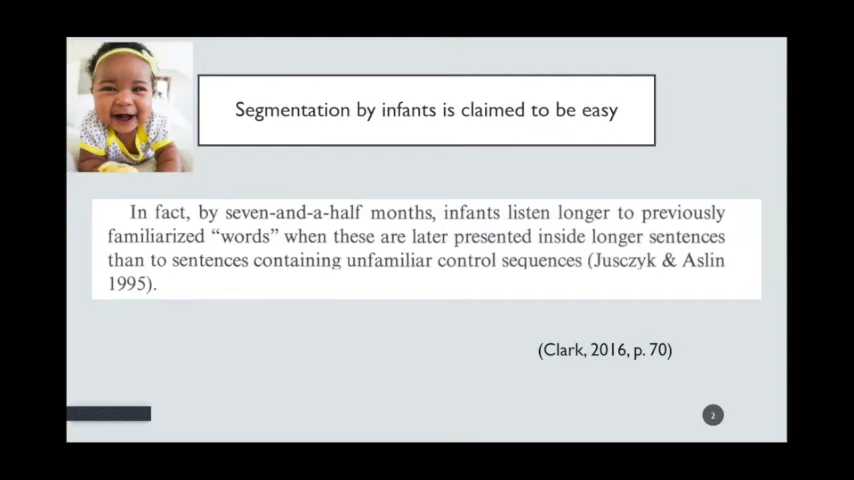 Segmentation by infants is claimed to be easy
In fact, by seven-and-a-half months, infants listen longer to previously
familiarized “words” when these are later presented inside longer sentences
than to sentences containing unfamiliar control sequences (Jusczyk & Aslin
1995).
(Clark, 2016, p. 70)
2